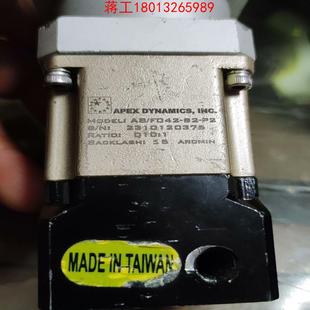 蒋工18013265989
APEX DYNAMICS, INC.
MODEL: AB/FD42-S2-P2
S/N: 2310120375
RATIO: 010:1
BACKLASH: ≤5 ARCMIN
MADE IN TAIWAN